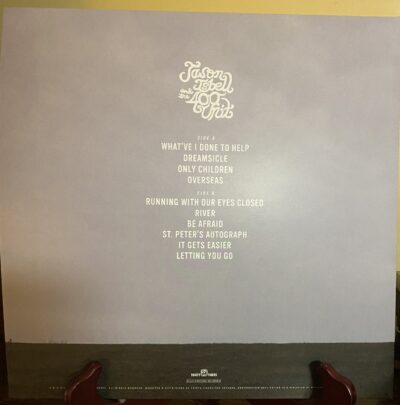 Jason
Isbell
and
the 400
Unit
SIDE A
WHAT'VE I DONE TO HELP
DREAMSICLE
ONLY CHILDREN
OVERSEAS
SIDE B
RUNNING WITH OUR EYES CLOSED
RIVER
BE AFRAID
ST. PETER'S AUTOGRAPH
IT GETS EASIER
LETTING YOU GO